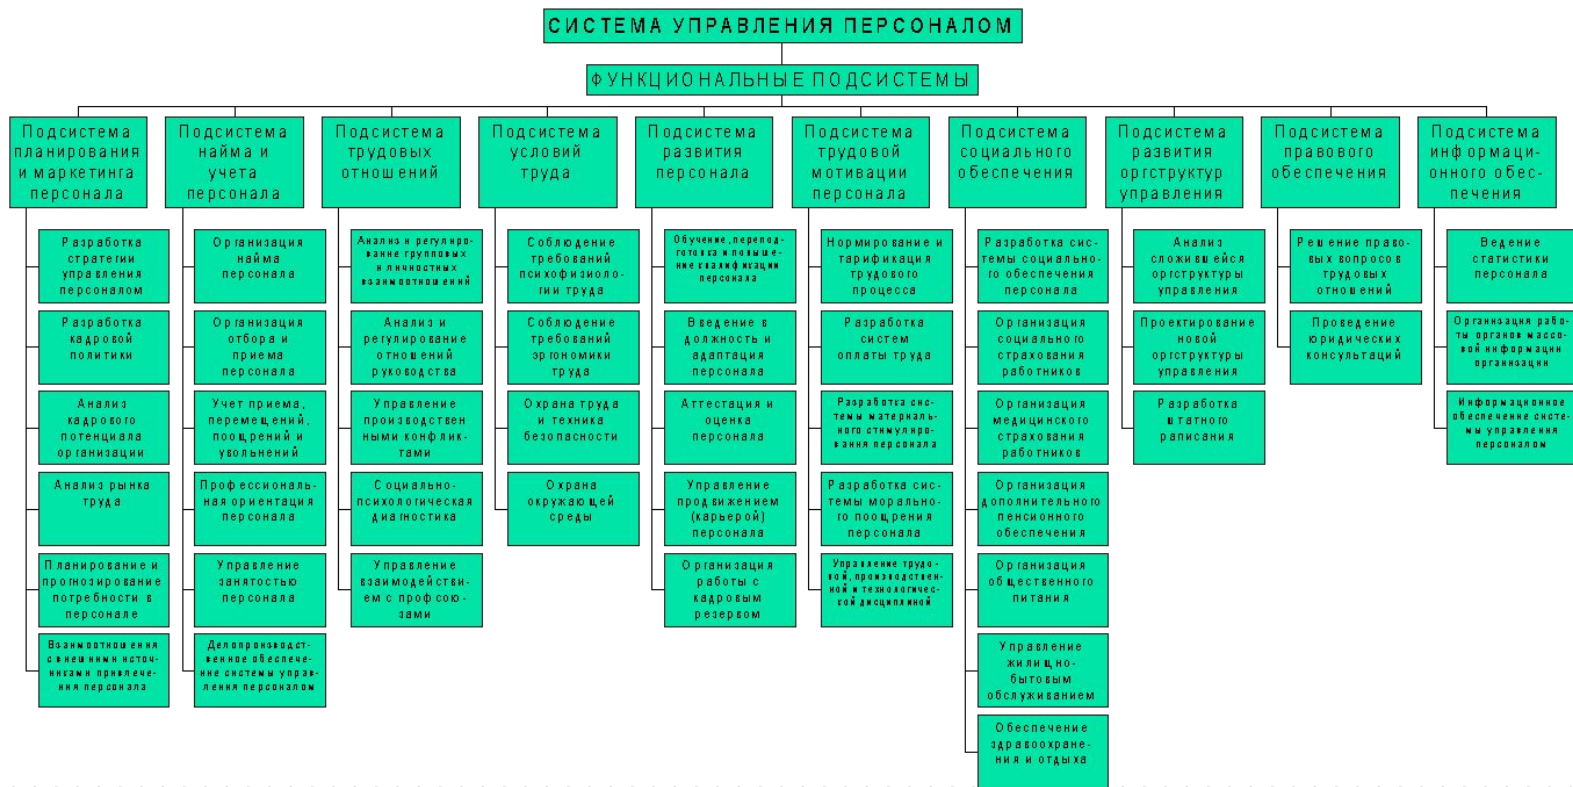 СИСТЕМА УПРАВЛЕНИЯ ПЕРСОНАЛОМ
ФУНКЦИОНАЛЬНЫЕ ПОДСИСТЕМЫ
Подсистема
планирования
и маркетинга
персонала
Разработка
стратегии
управления
персоналом
Разработка
кадровой
политики
Анализ
кадрового
потенциала
организации
Анализ рынка
труда
Планирование и
прогнозирование
потребности в
персонале
Взаимоотношения
с внешними источ-
никами привлече-
ния персонала
Подсистема
найма и
учета
персонала
Организация
найма
персонала
Организация
отбора и
приема
персонала
Учет приема,
перемещений,
поощрений и
увольнений
Профессиональ-
ная ориентация
персонала
Управление
занятостью
персонала
Делопроизводст-
венное обеспече-
ние системы управ-
ления персоналом
Подсистема
трудовых
отношений
Анализ и регулиро-
вание групповых
и личностных
взаимоотношений
Анализ и
регулирование
отношений
руководства
Управление
производствен-
ными конфлик-
тами
Социально-
психологическая
диагностика
Управление
взаимодействи-
ем с профсою-
зами
Подсистема
условий
труда
Соблюдение
требований
психофизиоло-
гии труда
Соблюдение
требований
эргономики
труда
Охрана труда
и техника
безопасности
Охрана
окружающей
среды
Подсистема
развития
персонала
Обучение, перепод-
готовка и повыше-
ние квалификации
персонала
Введение в
должность и
адаптация
персонала
Аттестация и
оценка
персонала
Управление
продвижением
(карьерой)
персонала
Организация
работы с
кадровым
резервом
Подсистема
трудовой
мотивации
персонала
Нормирование и
тарификация
трудового
процесса
Разработка
систем
оплаты труда
Разработка сис-
темы материаль-
ного стимулиро-
вания персонала
Разработка сис-
темы морально-
го поощрения
персонала
Управление трудо-
вой, производствен-
ной и технологичес-
кой дисциплиной
Подсистема
социального
обеспечения
Разработка сис-
темы социально-
го обеспечения
персонала
Организация
социального
страхования
работников
Организация
медицинского
страхования
работников
Организация
дополнительного
пенсионного
обеспечения
Организация
общественного
питания
Управление
жилищно-
бытовым
обслуживанием
Обеспечение
здравоохране-
ния и отдыха
Подсистема
развития
оргструктур
управления
Анализ
сложившейся
оргструктуры
управления
Проектирование
новой
оргструктуры
управления
Разработка
штатного
раписания
Подсистема
правового
обеспечения
Решение право-
вых вопросов
трудовых
отношений
Проведение
юридических
консультаций
Подсистема
информаци-
онного обес-
печения
Ведение
статистики
персонала
Организация рабо-
ты органов массо-
вой информации
организации
Информационное
обеспечение систе-
мы управления
персоналом